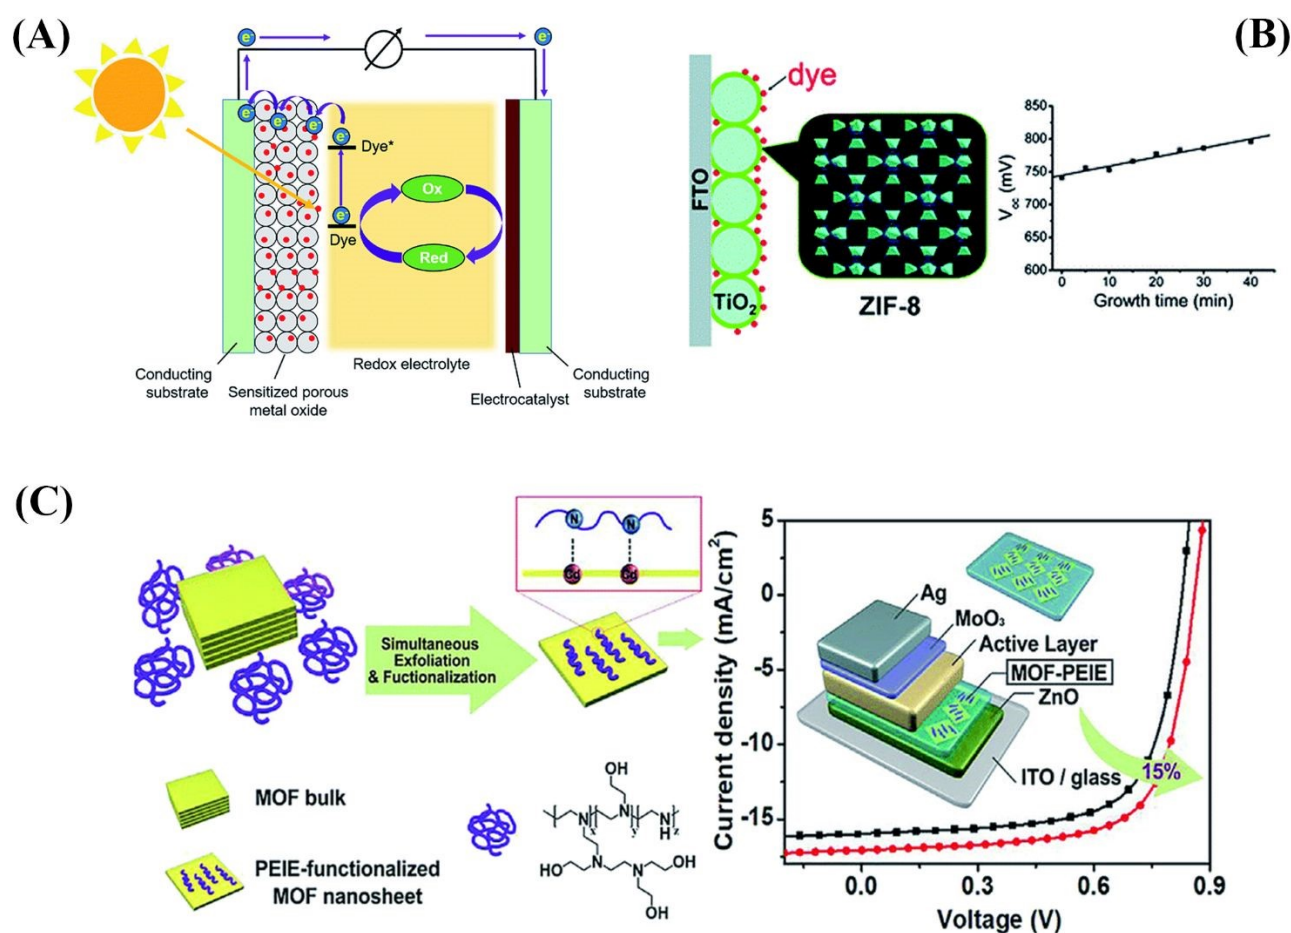 (A)
e-
e-
e-
e-
e-
e-
e-
Dye*
e-
Dye
Ox
Red
Conducting
substrate
Sensitized porous
metal oxide
Redox electrolyte
Electrocatalyst
Conducting
substrate
(B)
dye
FTO
TiO2
ZIF-8
Voc (mV)
850
800
750
700
650
600
0 10 20 30 40
Growth time (min)
(C)
N N
Cd Cd
Simultaneous
Exfoliation
& Fuctionalization
MOF bulk
PEIE-functionalized
MOF nanosheet
OH
N N N
x y z
H
HO N N OH
HO
OH
Current density (mA/cm2)
5
0
-5
-10
-15
Ag
MoO3
Active Layer
MOF-PEIE
ZnO
ITO / glass
15%
0.0 0.3 0.6 0.9
Voltage (V)